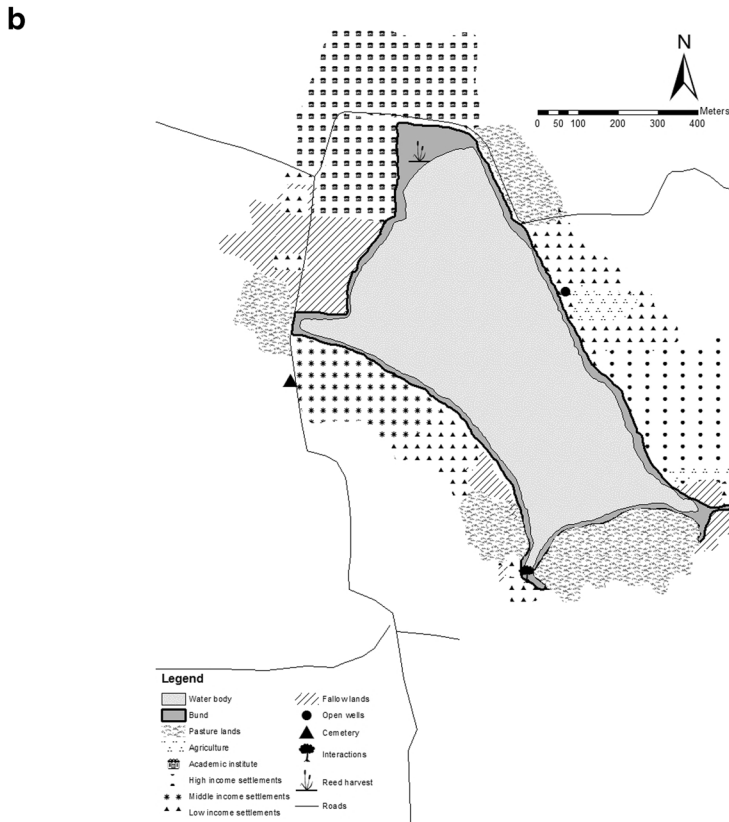 b
N
Meters
0 50 100 200 300 400
Legend
Water body
Bund
Pasture lands
Agriculture
Academic institute
High income settlements
Middle income settlements
Low income settlements
Fallow lands
Open wells
Cemetery
Interactions
Reed harvest
Roads